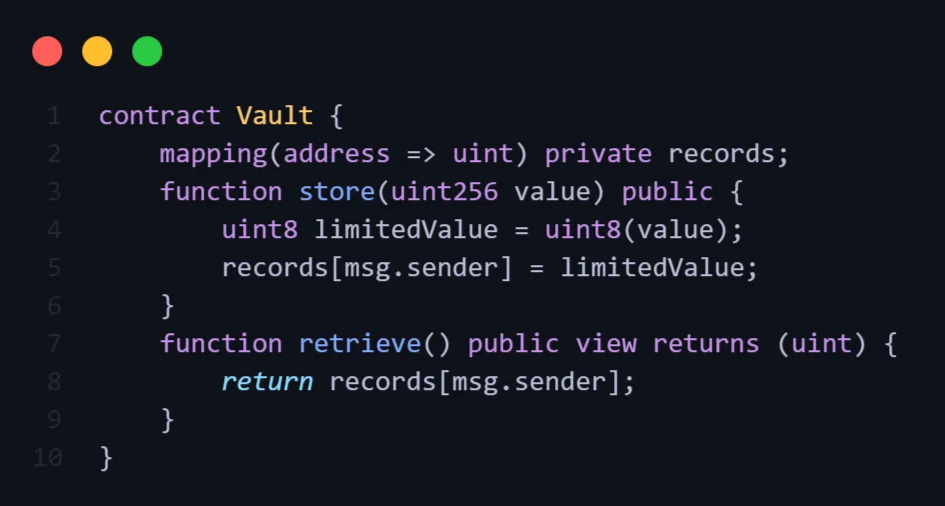 1 contract Vault {
2 mapping(address => uint) private records;
3 function store(uint256 value) public {
4 uint8 limitedValue = uint8(value);
5 records[msg.sender] = limitedValue;
6 }
7 function retrieve() public view returns (uint) {
8 return records[msg.sender];
9 }
10 }